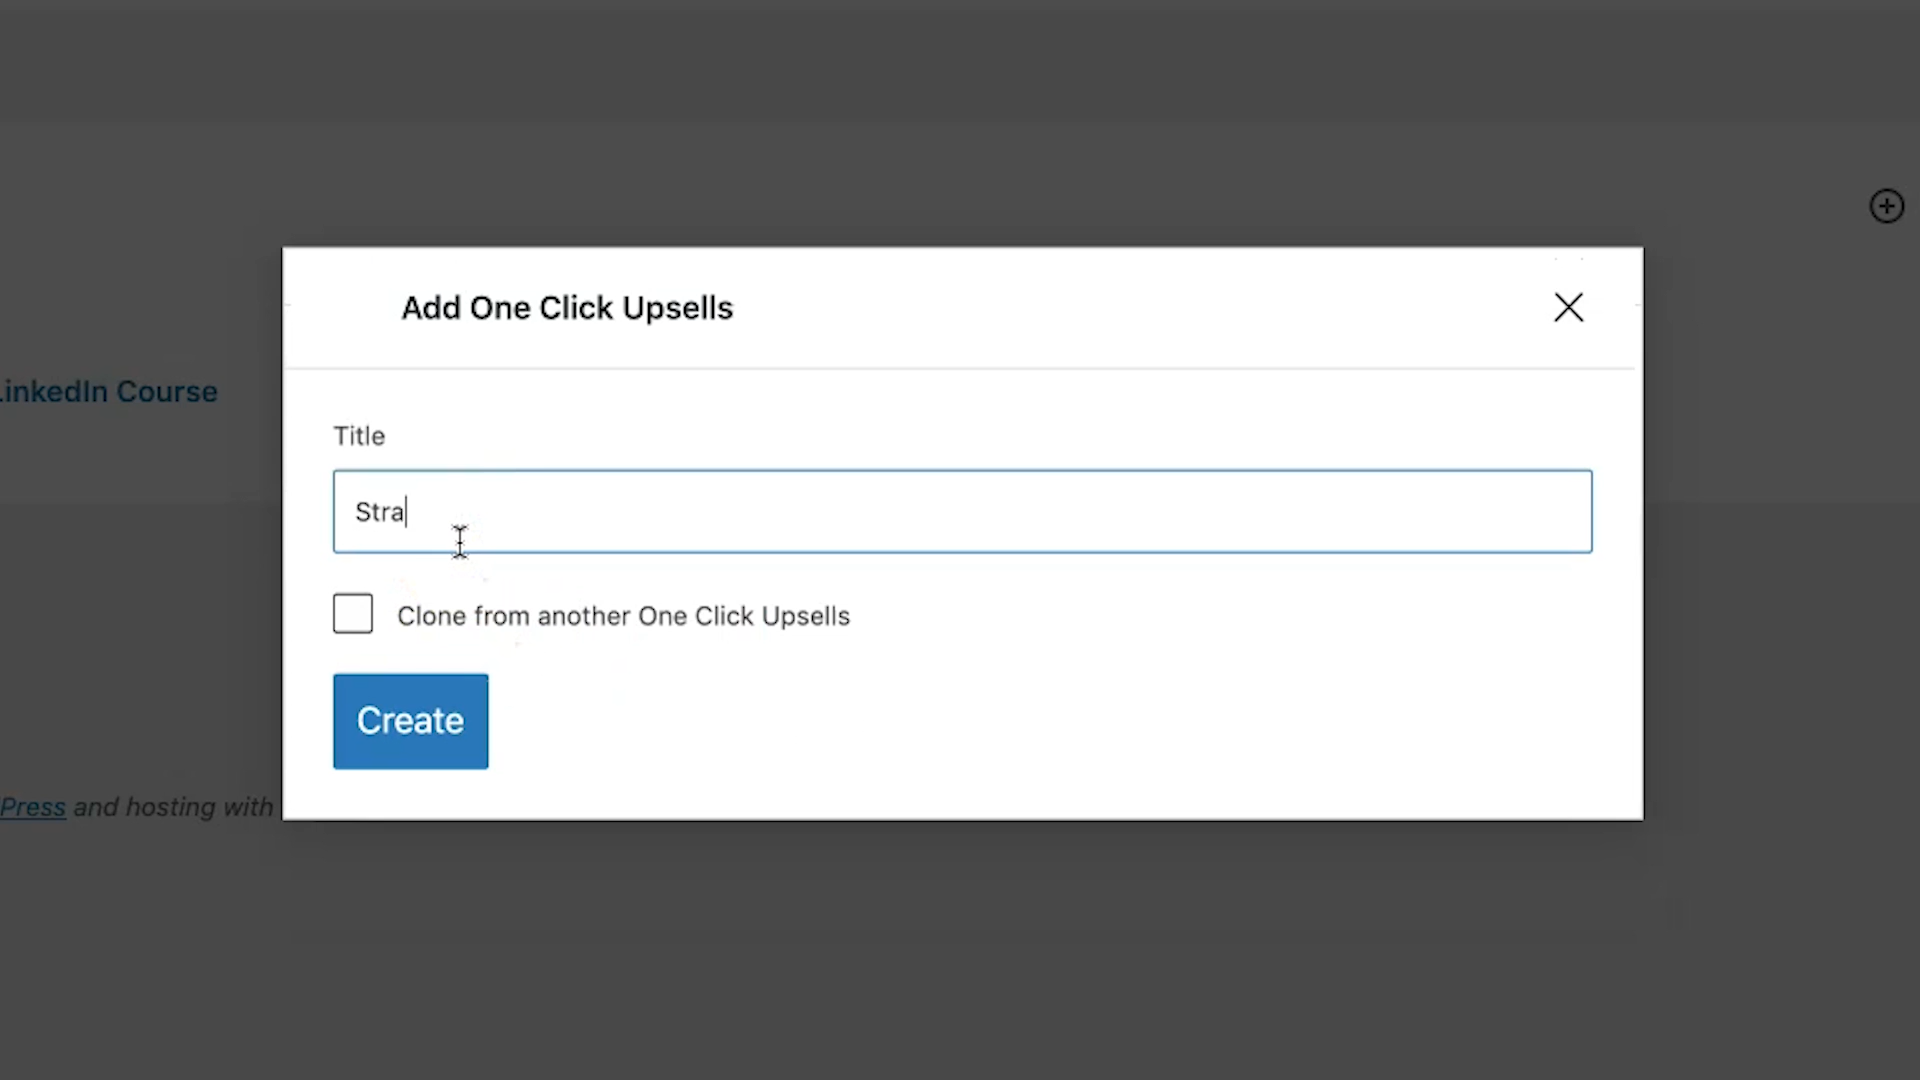 Add One Click Upsells
LinkedIn Course
Title
Stra
Clone from another One Click Upsells
Create
Press and hosting with